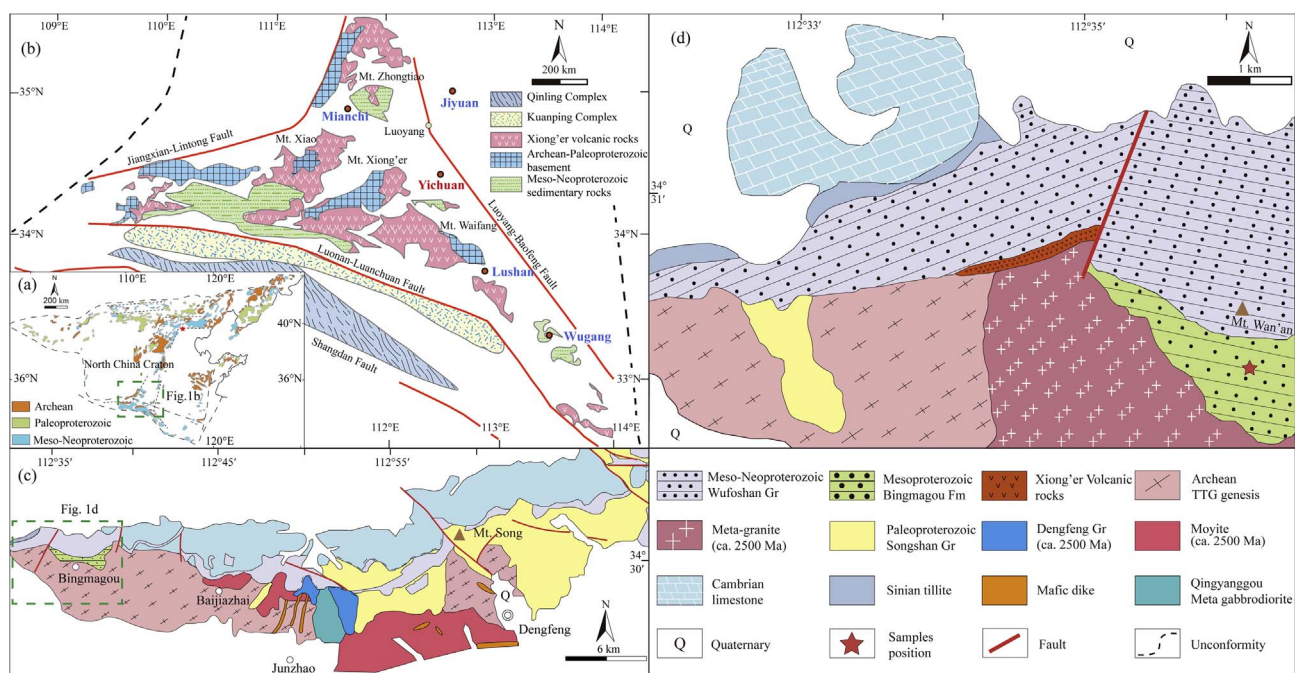 109°E
110°E
111°E
112°E
113°E
114°E
(b)
N
200 km
35°N
Mt. Zhongtiao
Jiyuan
Mianchi
Luoyang
Jiangxian-Lintong Fault
Mt. Xiao
Mt. Xiong'er
Yichuan
Qinling Complex
Kuanping Complex
Xiong'er volcanic rocks
Archean-Paleoproterozoic
basement
Meso-Neoproterozoic
sedimentary rocks
34°N
34°N
Mt. Waifang
Luoyang-Baofeng Fault
Luonan-Luanchuan Fault
Lushan
Wugang
Shangdan Fault
33°N
112°E
113°E
114°E
(a)
N
200 km
110°E
120°E
40°N
36°N
36°N
North China Craton
Fig.1b
Archean
Paleoproterozoic
Meso-Neoproterozoic
120°E
(c)
112°35'E
112°45'E
112°55'E
Fig. 1d
Bingmagou
Baijiazhai
Junzhao
Mt. Song
Q
Dengfeng
34°
30'
N
6 km
(d)
112°33'
112°35'
Q
N
1 km
Q
34°
31'
Mt. Wan'an
Q
Meso-Neoproterozoic
Wufoshan Gr
Mesoproterozoic
Bingmagou Fm
Xiong'er Volcanic
rocks
Archean
TTG genesis
Meta-granite
(ca. 2500 Ma)
Paleoproterozoic
Songshan Gr
Dengfeng Gr
(ca. 2500 Ma)
Moyite
(ca. 2500 Ma)
Cambrian
limestone
Sinian tillite
Mafic dike
Qingyanggou
Meta gabbrodiorite
Q
Quaternary
Samples
position
Fault
Unconformity